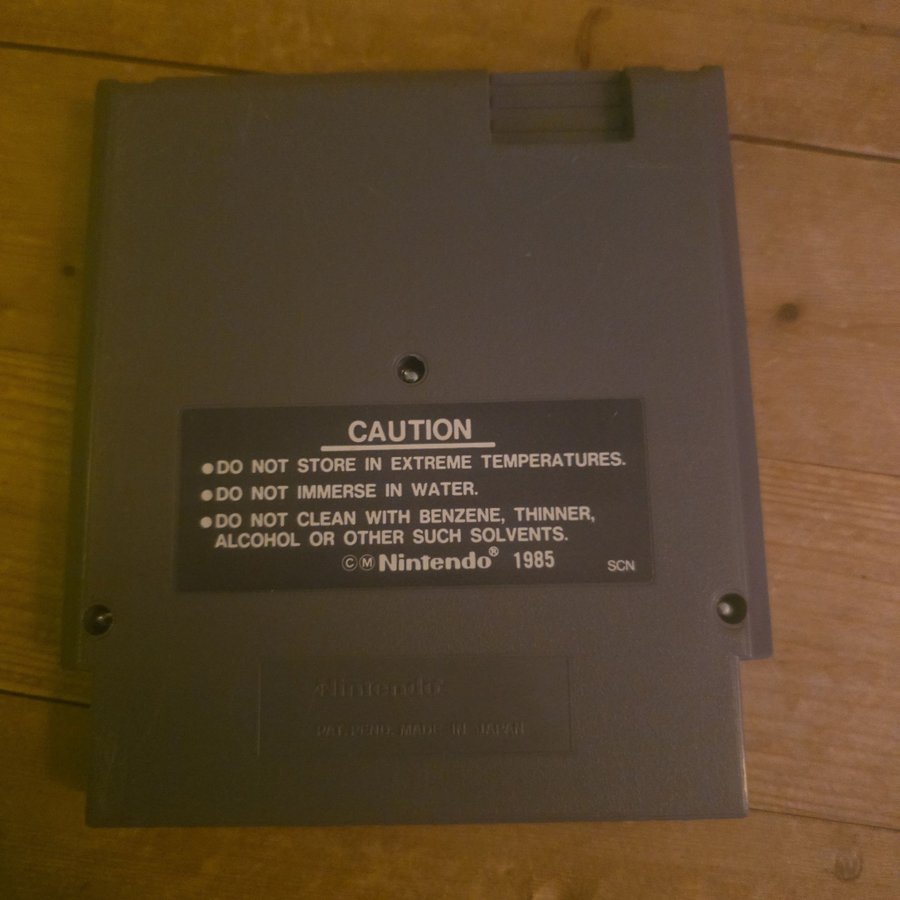 CAUTION
●DO NOT STORE IN EXTREME TEMPERATURES.
●DO NOT IMMERSE IN WATER.
●DO NOT CLEAN WITH BENZENE, THINNER,
ALCOHOL OR OTHER SUCH SOLVENTS.
©Ⓜ Nintendo® 1985 SCN
Nintendo®
PAT. PEND. MADE IN JAPAN